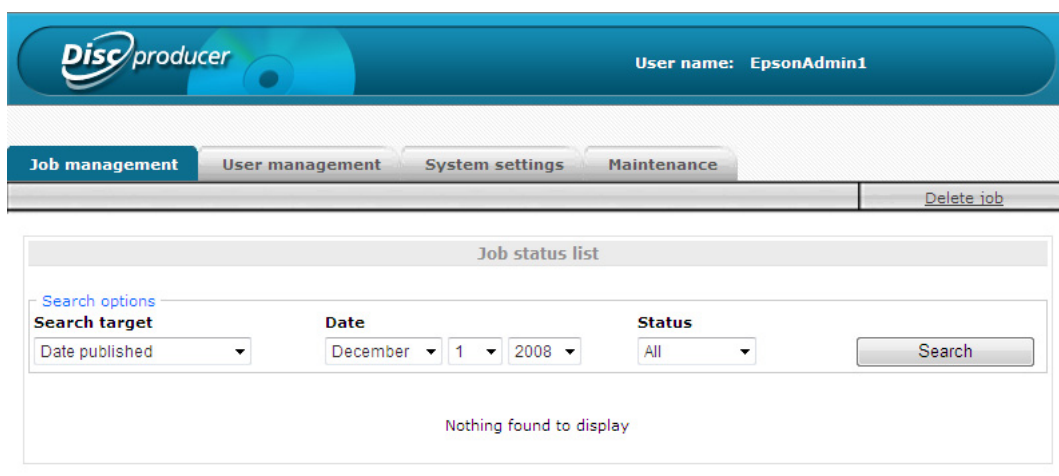 Disc producer
User name: EpsonAdmin1
Job management User management System settings Maintenance
Delete job
Job status list
Search options
Search target Date Status
Date published December 1 2008 All Search
Nothing found to display